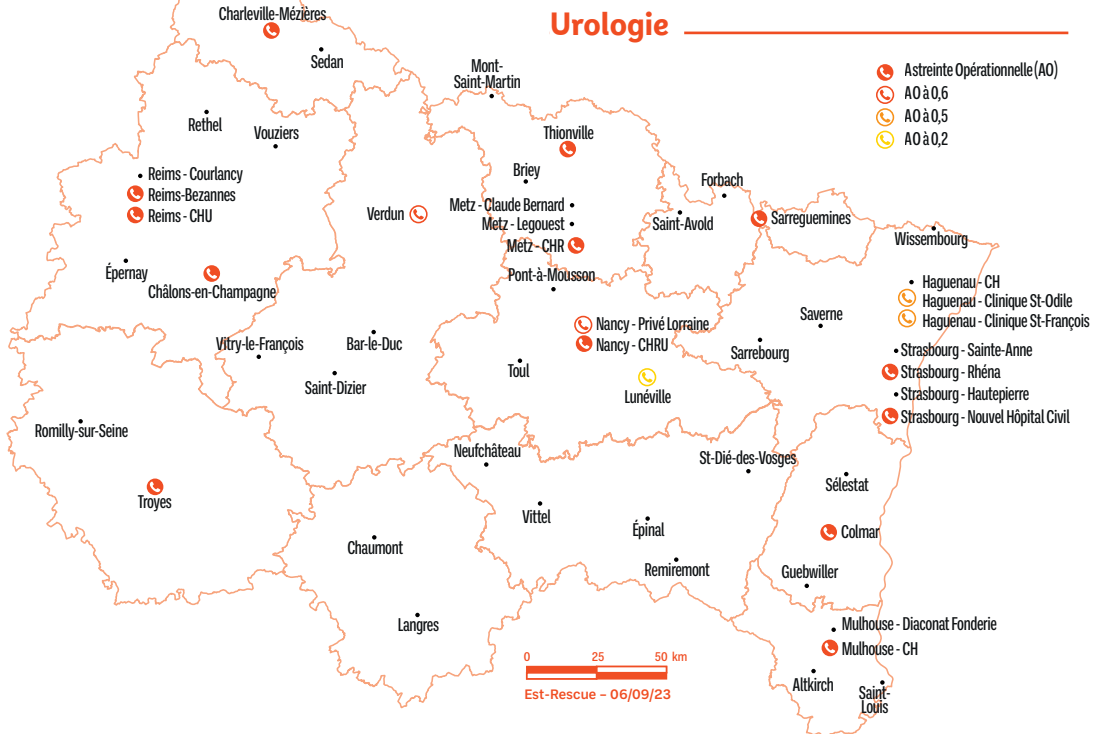 Urologie
Astreinte Opérationnelle (AO)
AO à 0,6
AO à 0,5
AO à 0,2
Charleville-Mézières
Sedan
Mont-
Saint-Martin
Rethel
Vouziers
Thionville
Reims - Courlancy
Reims-Bezannes
Reims - CHU
Briey
Forbach
Verdun
Metz - Claude Bernard
Metz - Legouest
Metz - CHR
Saint-Avold
Sarreguemines
Wissembourg
Épernay
Châlons-en-Champagne
Pont-à-Mousson
Haguenau - CH
Haguenau - Clinique St-Odile
Haguenau - Clinique St-François
Saverne
Vitry-le-François
Bar-le-Duc
Nancy - Privé Lorraine
Nancy - CHRU
Sarrebourg
Strasbourg - Sainte-Anne
Strasbourg - Rhéna
Strasbourg - Hautepierre
Strasbourg - Nouvel Hôpital Civil
Saint-Dizier
Toul
Lunéville
Romilly-sur-Seine
Neufchâteau
St-Dié-des-Vosges
Sélestat
Troyes
Vittel
Épinal
Colmar
Chaumont
Remiremont
Guebwiller
Langres
Mulhouse - Diaconat Fonderie
Mulhouse - CH
Altkirch
Saint-
Louis
0 25 50 km
Est-Rescue – 06/09/23